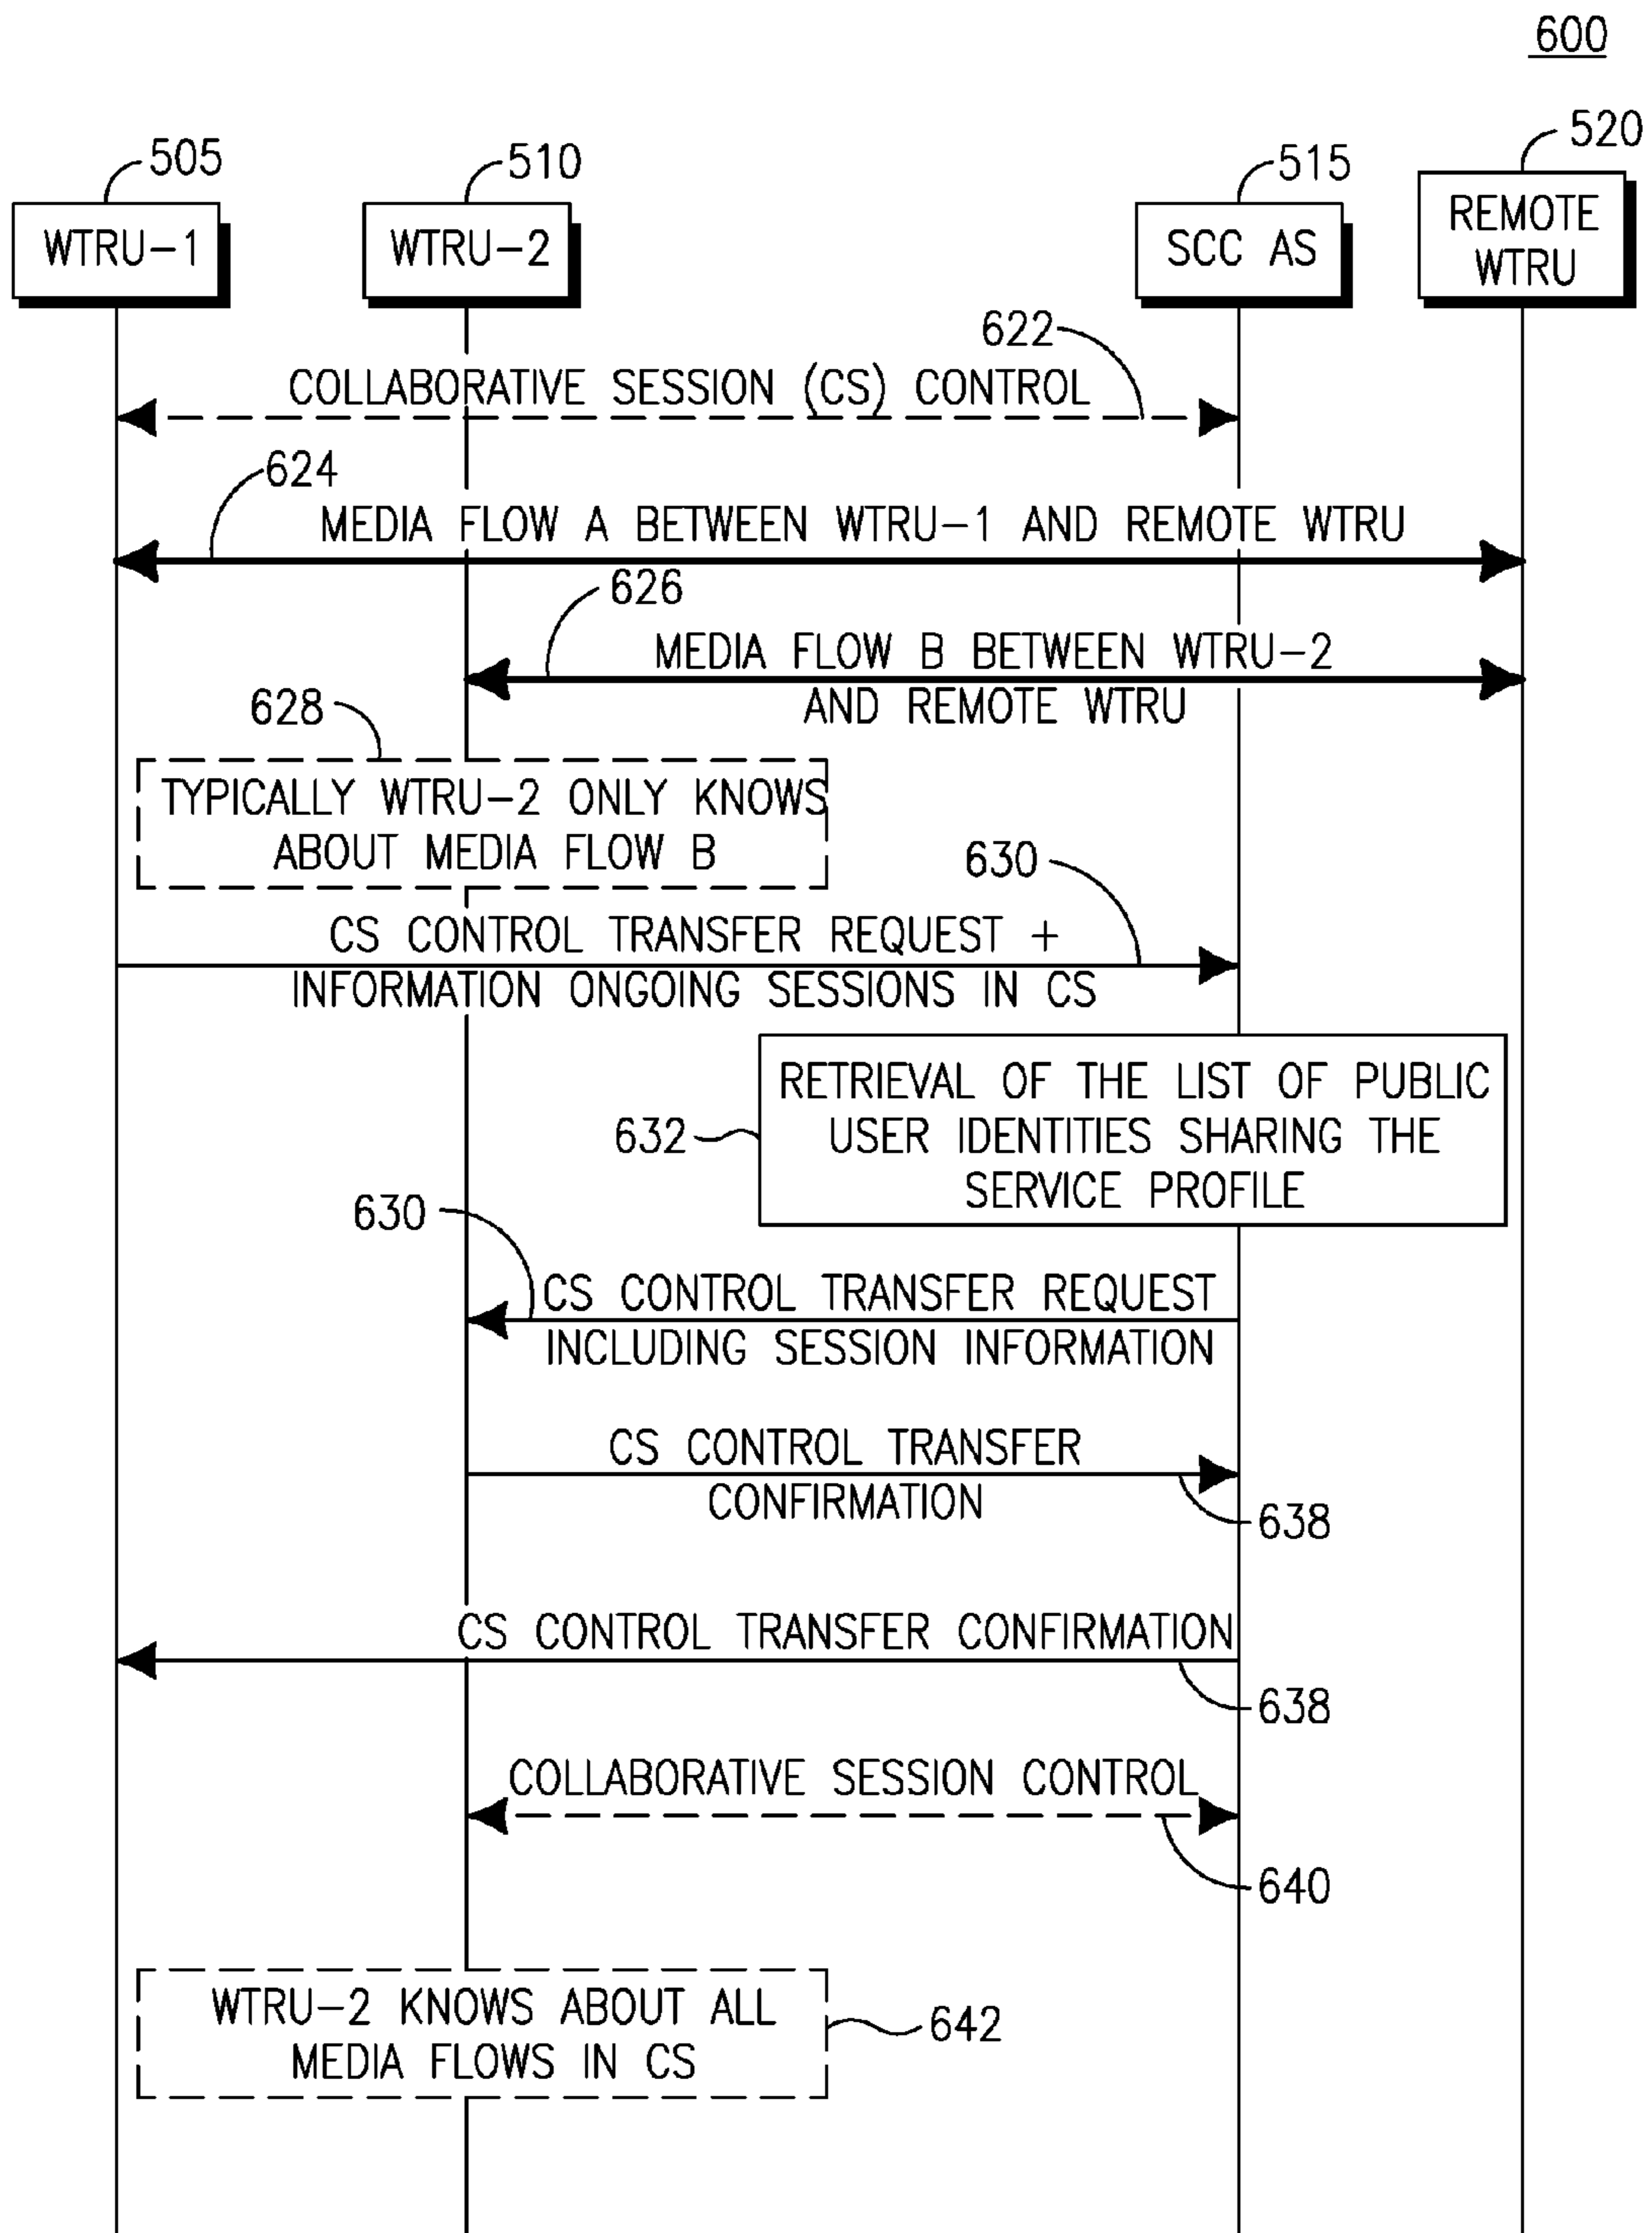 600
505
510
515
520
WTRU-1
WTRU-2
SCC AS
REMOTE
WTRU
622
COLLABORATIVE SESSION (CS) CONTROL
624
MEDIA FLOW A BETWEEN WTRU-1 AND REMOTE WTRU
626
MEDIA FLOW B BETWEEN WTRU-2
AND REMOTE WTRU
628
TYPICALLY WTRU-2 ONLY KNOWS
ABOUT MEDIA FLOW B
630
CS CONTROL TRANSFER REQUEST +
INFORMATION ONGOING SESSIONS IN CS
RETRIEVAL OF THE LIST OF PUBLIC
USER IDENTITIES SHARING THE
SERVICE PROFILE
632
630
CS CONTROL TRANSFER REQUEST
INCLUDING SESSION INFORMATION
CS CONTROL TRANSFER
CONFIRMATION
638
CS CONTROL TRANSFER CONFIRMATION
638
COLLABORATIVE SESSION CONTROL
640
WTRU-2 KNOWS ABOUT ALL
MEDIA FLOWS IN CS
642